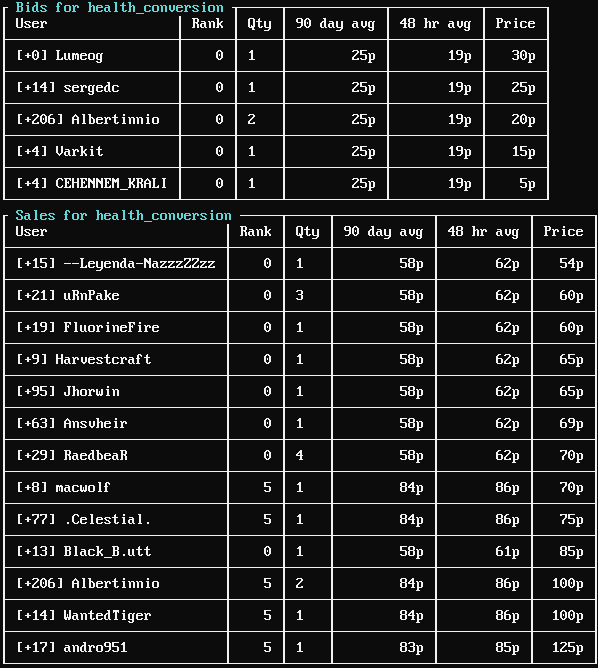 Bids for health_conversion
User Rank Qty 90 day avg 48 hr avg Price
[+0] Lumeog 0 1 25p 19p 30p
[+14] sergedc 0 1 25p 19p 25p
[+206] Albertinnio 0 2 25p 19p 20p
[+4] Varkit 0 1 25p 19p 15p
[+4] CEHENNEM_KRALI 0 1 25p 19p 5p
Sales for health_conversion
User Rank Qty 90 day avg 48 hr avg Price
[+15] --Leyenda-NazzzZZzz 0 1 58p 62p 54p
[+21] uRnPake 0 3 58p 62p 60p
[+19] FluorineFire 0 1 58p 62p 60p
[+9] Harvestcraft 0 1 58p 62p 65p
[+95] Jhorwin 0 1 58p 62p 65p
[+63] Ansvheir 0 1 58p 62p 69p
[+29] RaedbeaR 0 4 58p 62p 70p
[+8] macwolf 5 1 84p 86p 70p
[+77] .Celestial. 5 1 84p 86p 75p
[+13] Black_B.utt 0 1 58p 61p 85p
[+206] Albertinnio 5 2 84p 86p 100p
[+14] WantedTiger 5 1 84p 86p 100p
[+17] andro951 5 1 83p 85p 125p